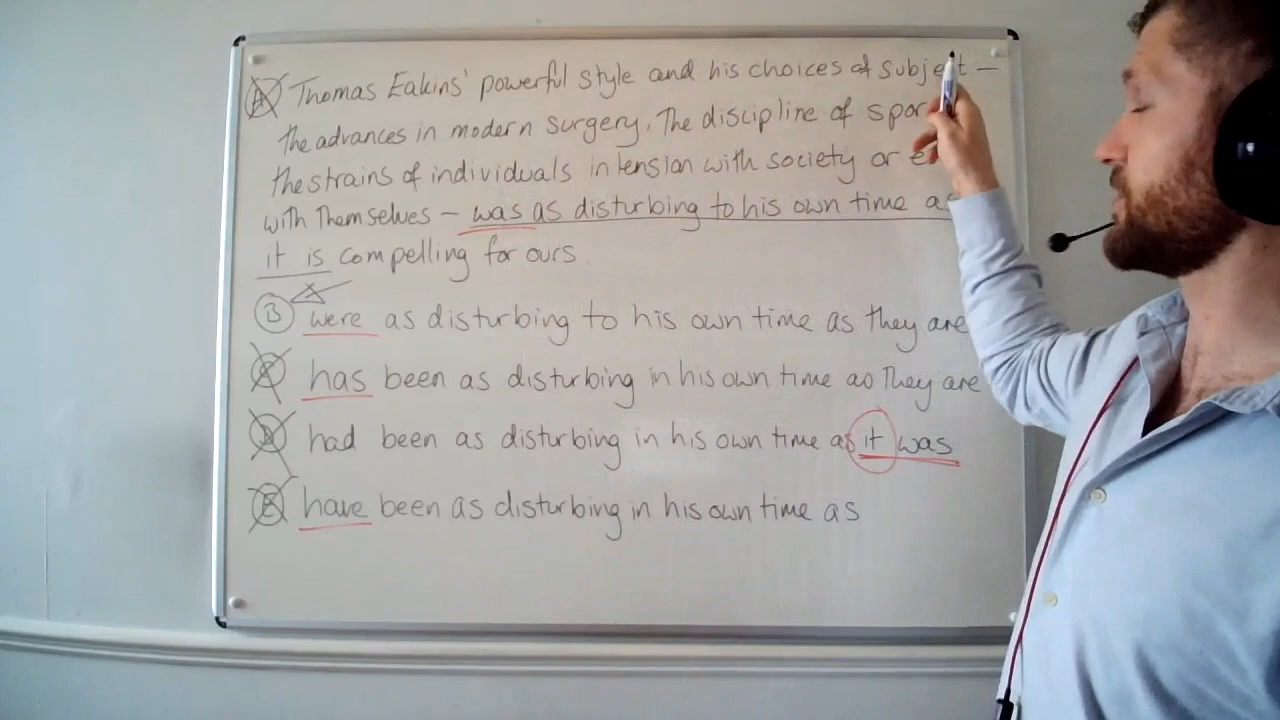 A Thomas Eakins' powerful style and his choices of subject –
the advances in modern surgery, The discipline of spor
the strains of individuals in tension with society or e
with Themselves – was as disturbing to his own time as
it is compelling for ours
B were as disturbing to his own time as they are
C has been as disturbing in his own time as They are
D had been as disturbing in his own time as it was
E have been as disturbing in his own time as